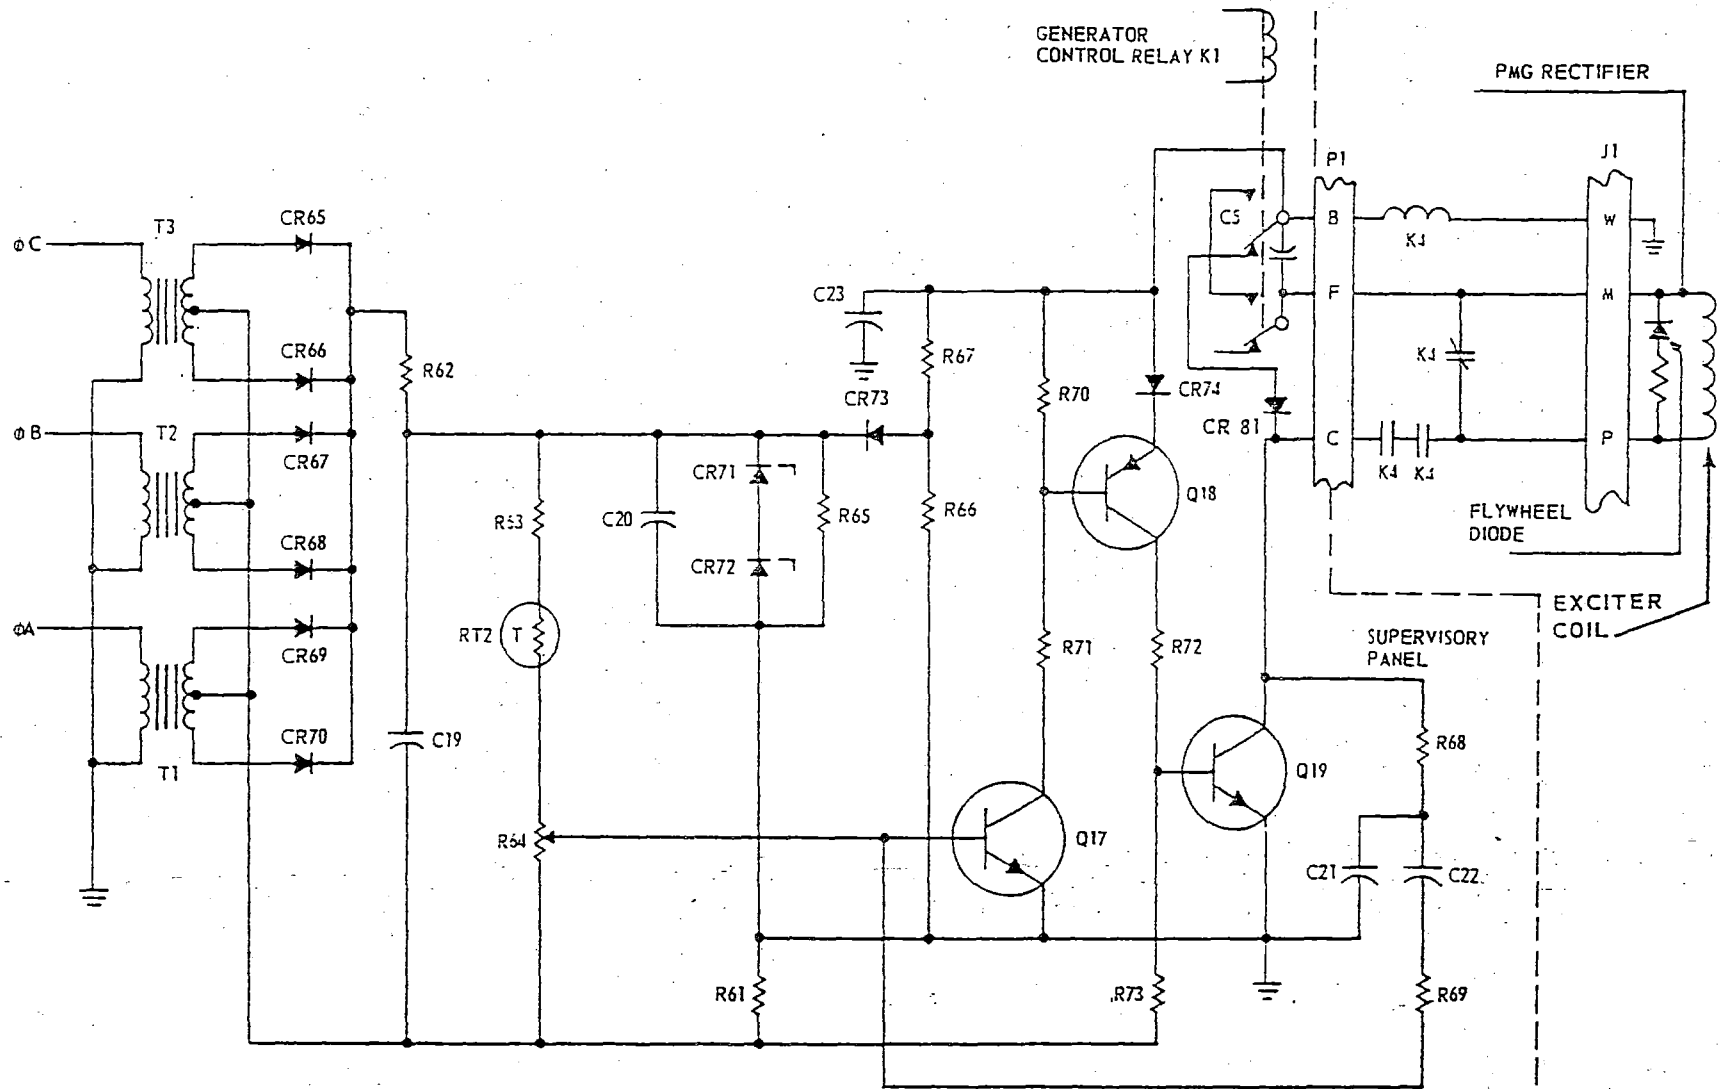 GENERATOR
CONTROL RELAY K1
PMG RECTIFIER
P1
J1
T3
CR65
φC
C5
B
K4
W
C23
F
M
CR66
R62
R67
K4
CR73
R70
CR74
φB
T2
CR67
CR 81
C
K4
K4
P
CR71
Q18
R63
C20
R65
R66
FLYWHEEL
DIODE
CR68
CR72
EXCITER
COIL
φA
RT2
T
R71
R72
SUPERVISORY
PANEL
CR69
CR70
C19
R68
T1
Q19
R64
Q17
C21
C22
R61
R73
R69